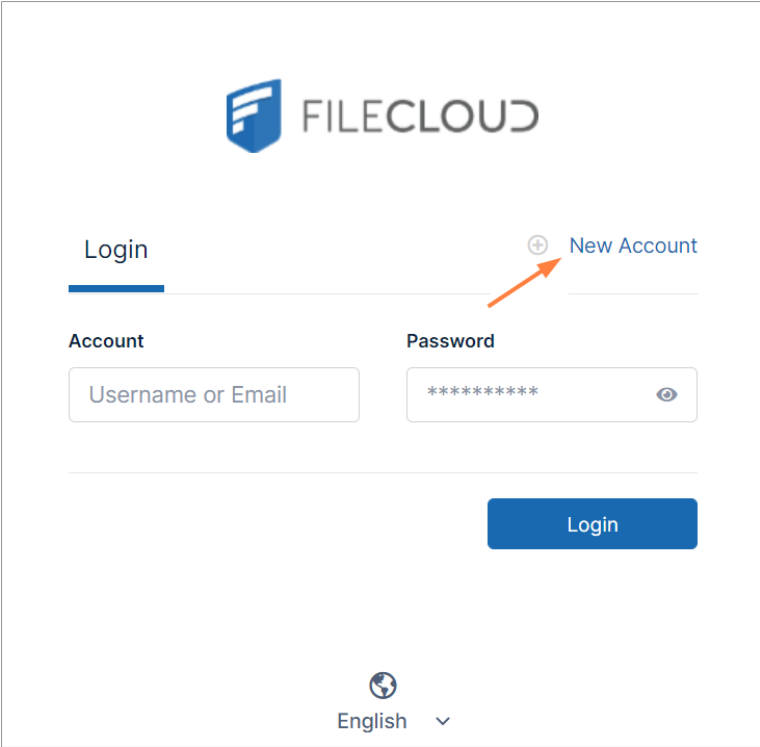 FILECLOUD
Login
New Account
Account
Password
Username or Email
**********
Login
English